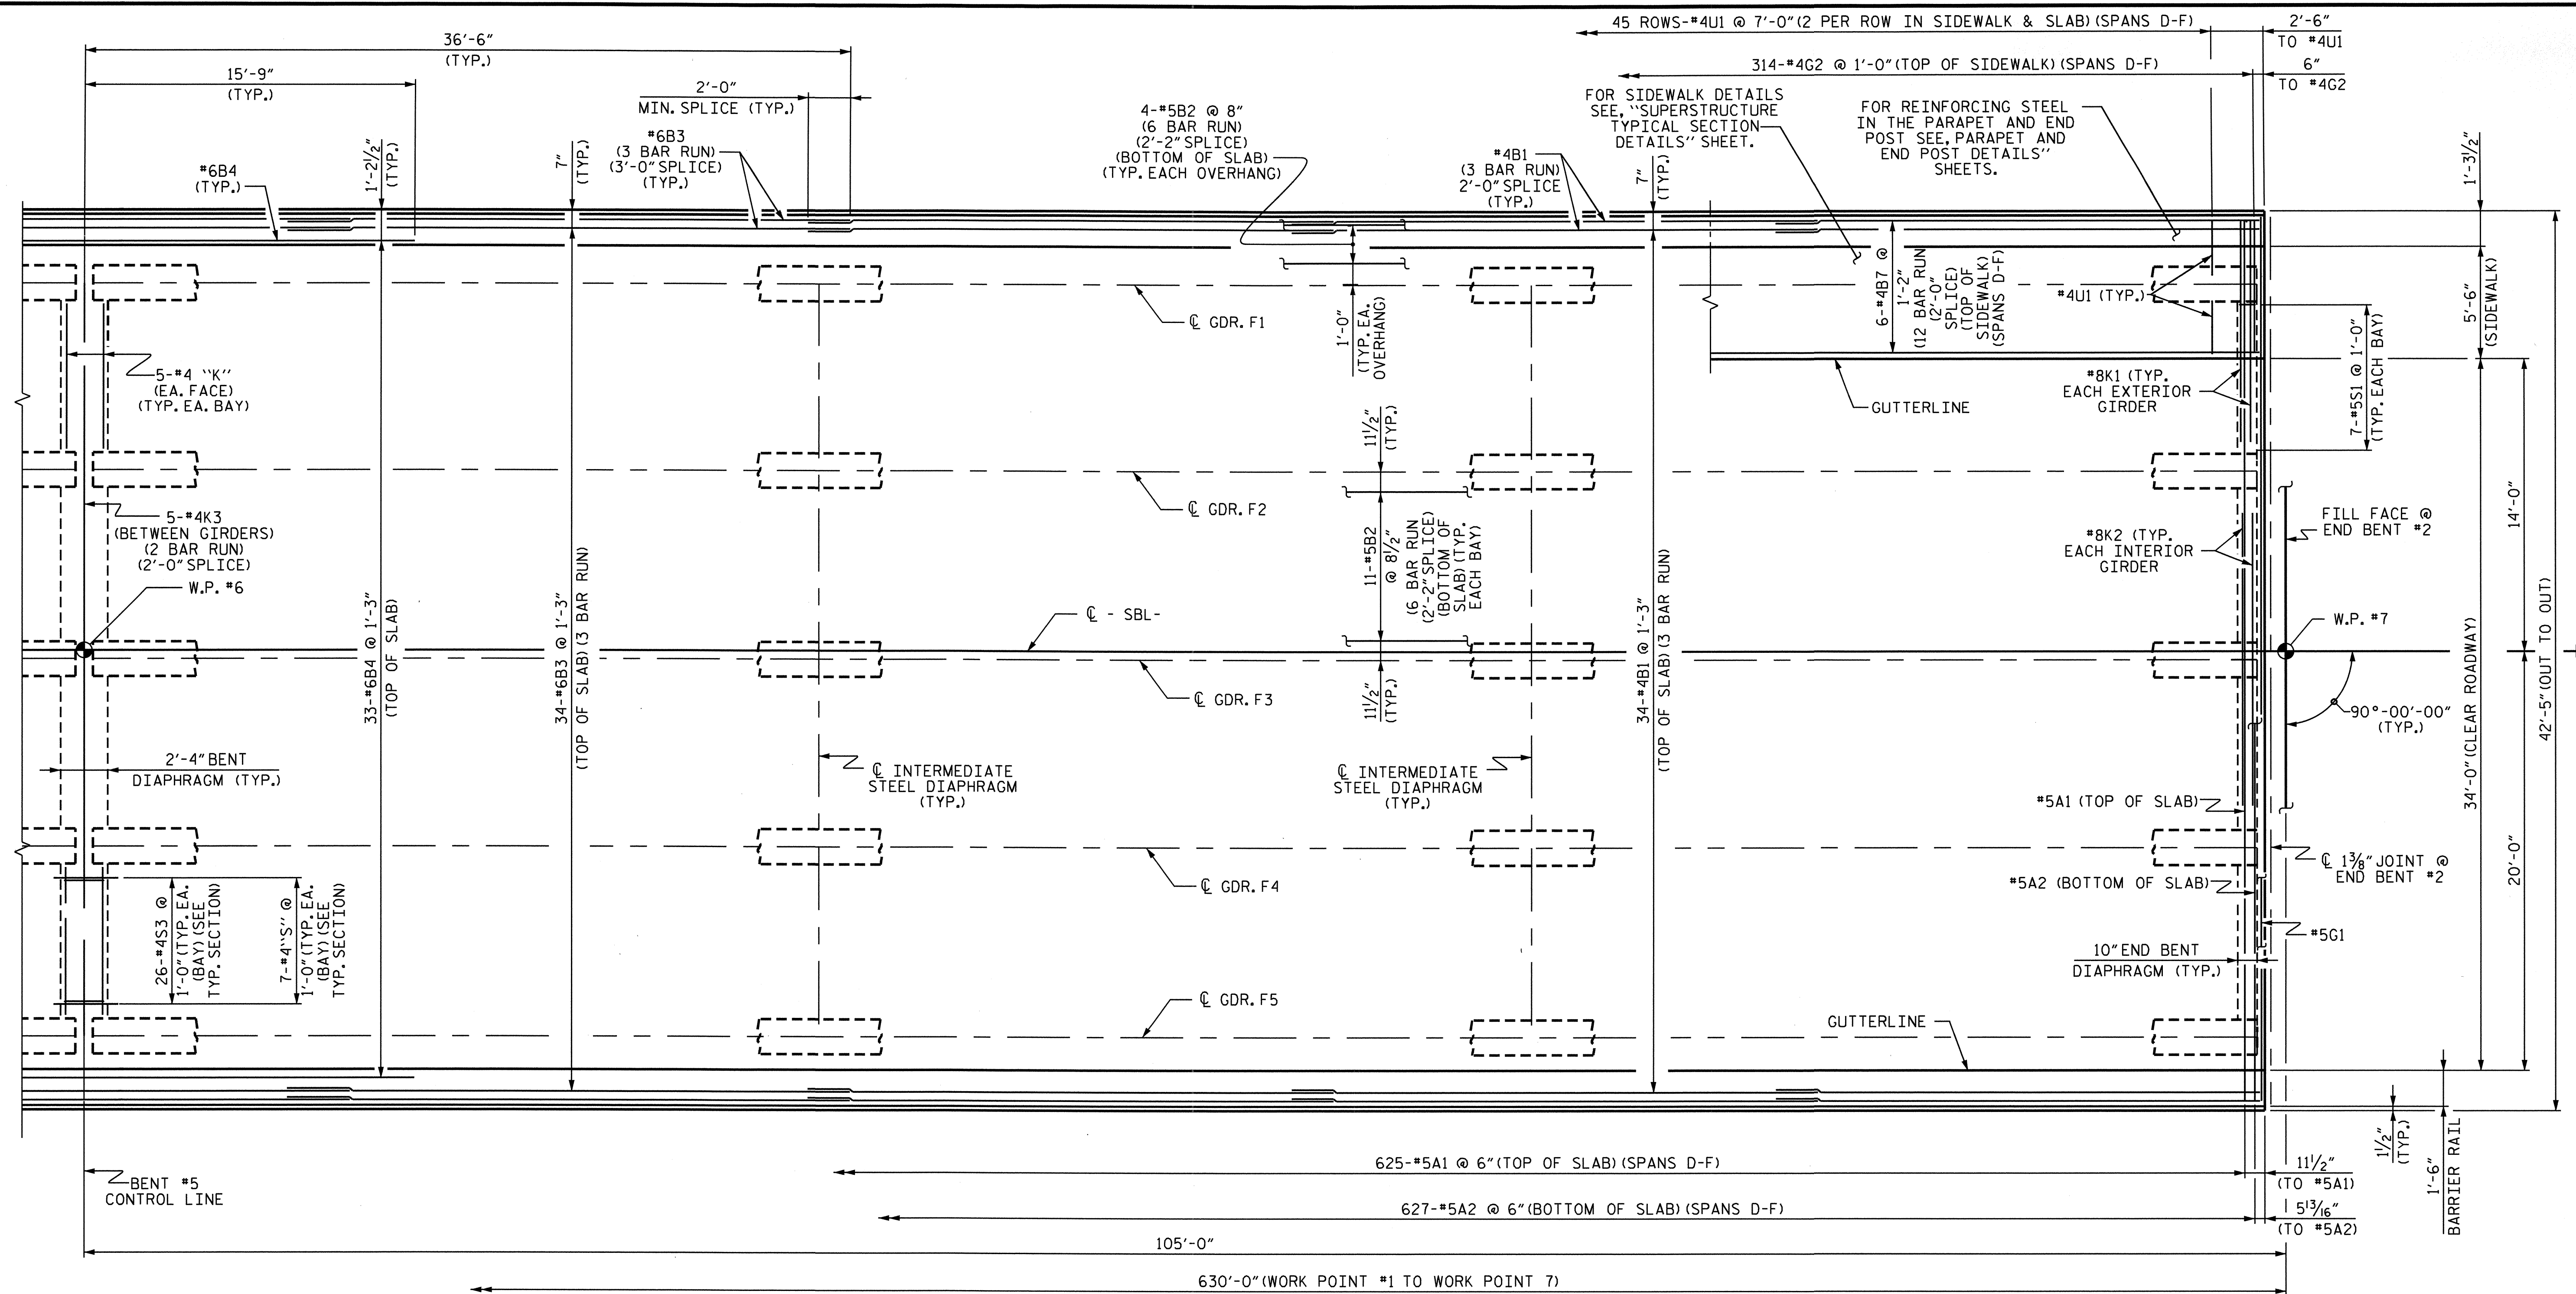 45 ROWS-#4U1 @ 7'-0" (2 PER ROW IN SIDEWALK & SLAB) (SPANS D-F)
2'-6"
TO #4U1
36'-6"
(TYP.)
314-#4G2 @ 1'-0" (TOP OF SIDEWALK) (SPANS D-F)
6"
TO #4G2
15'-9"
(TYP.)
2'-0"
MIN. SPLICE (TYP.)
#6B4
(TYP.)
1'-2½"
(TYP.)
7"
(TYP.)
#6B3
(3 BAR RUN)
(3'-0" SPLICE)
(TYP.)
4-#5B2 @ 8"
(6 BAR RUN)
(2'-2" SPLICE)
(BOTTOM OF SLAB)
(TYP. EACH OVERHANG)
#4B1
(3 BAR RUN)
2'-0" SPLICE
(TYP.)
7"
(TYP.)
FOR SIDEWALK DETAILS
SEE, "SUPERSTRUCTURE
TYPICAL SECTION
DETAILS" SHEET.
FOR REINFORCING STEEL
IN THE PARAPET AND END
POST SEE, PARAPET AND
END POST DETAILS"
SHEETS.
1'-3½"
5'-6"
(SIDEWALK)
℄ GDR. F1
1'-0"
(TYP. EA.
OVERHANG)
6-#4B7 @
1'-2"
(12 BAR RUN
(2'-0"
SPLICE)
(TOP OF
SIDEWALK)
(SPANS D-F)
#4U1 (TYP.)
7-#5S1 @ 1'-0"
(TYP. EACH BAY)
5-#4 "K"
(EA. FACE)
(TYP. EA. BAY)
GUTTERLINE
#8K1 (TYP.
EACH EXTERIOR
GIRDER
11½"
(TYP.)
℄ GDR. F2
11-#5B2
@ 8½"
(6 BAR RUN
(2'-2" SPLICE)
(BOTTOM OF
SLAB) (TYP.
EACH BAY)
#8K2 (TYP.
EACH INTERIOR
GIRDER
FILL FACE @
END BENT #2
14'-0"
5-#4K3
(BETWEEN GIRDERS)
(2 BAR RUN)
(2'-0" SPLICE)
W.P. #6
33-#6B4 @ 1'-3"
(TOP OF SLAB)
34-#6B3 @ 1'-3"
(TOP OF SLAB) (3 BAR RUN)
℄ - SBL-
34-#4B1 @ 1'-3"
(TOP OF SLAB) (3 BAR RUN)
W.P. #7
34'-0" (CLEAR ROADWAY)
42'-5" (OUT TO OUT)
℄ GDR. F3
11½"
(TYP.)
90°-00'-00"
(TYP.)
2'-4" BENT
DIAPHRAGM (TYP.)
℄ INTERMEDIATE
STEEL DIAPHRAGM
(TYP.)
℄ INTERMEDIATE
STEEL DIAPHRAGM
(TYP.)
#5A1 (TOP OF SLAB)
℄ GDR. F4
#5A2 (BOTTOM OF SLAB)
℄ 1⅜" JOINT @
END BENT #2
20'-0"
26-#4S3 @
1'-0" (TYP. EA.
(BAY) (SEE
TYP. SECTION)
7-#4"S" @
1'-0" (TYP. EA.
(BAY) (SEE
TYP. SECTION)
#5G1
10" END BENT
DIAPHRAGM (TYP.)
℄ GDR. F5
GUTTERLINE
1½"
(TYP.)
1'-6"
BARRIER RAIL
BENT #5
CONTROL LINE
625-#5A1 @ 6" (TOP OF SLAB) (SPANS D-F)
11½"
(TO #5A1)
627-#5A2 @ 6" (BOTTOM OF SLAB) (SPANS D-F)
5¹³⁄₁₆"
(TO #5A2)
105'-0"
630'-0" (WORK POINT #1 TO WORK POINT 7)